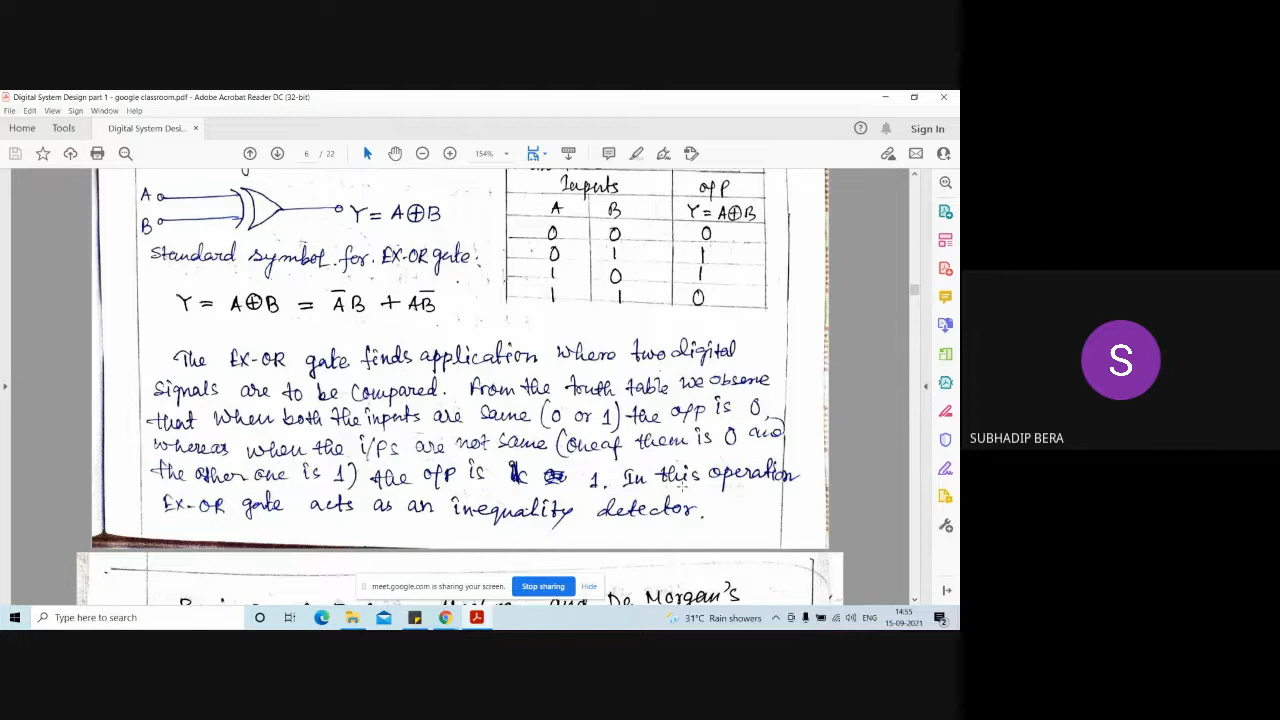 Digital System Design part 1 - google classroom.pdf - Adobe Acrobat Reader DC (32-bit)
File Edit View Sign Window Help
Home Tools Digital System Desi... × Sign In
6 / 22 154%
A
B
Y = A⊕B
Standard symbol for EX-OR gate:
Y = A⊕B = A̅B + AB̅
Inputs O/P
A B Y = A⊕B
0 0 0
0 1 1
1 0 1
1 1 0
The EX-OR gate finds application where two digital
signals are to be compared. From the truth table we observe
that when both the inputs are same (0 or 1) the o/p is 0,
whereas when the i/Ps are not same (one of them is 0 and
the other one is 1) the o/p is 1. In this operation
EX-OR gate acts as an inequality detector.
meet.google.com is sharing your screen. Stop sharing Hide
and De Morgan's
Type here to search
31°C Rain showers ENG 14:55
15-09-2021
2
S
SUBHADIP BERA